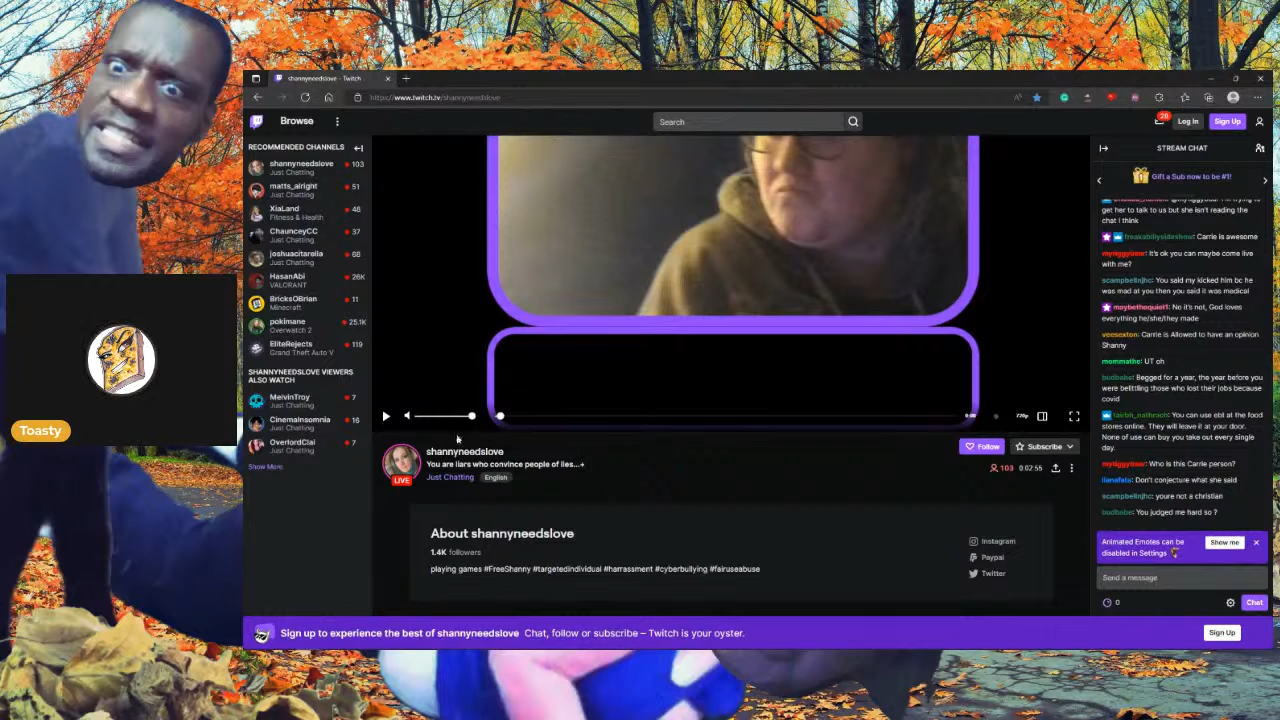 shannyneedslove - Twitch
https://www.twitch.tv/shannyneedslove
Browse
Search
28
Log In
Sign Up
RECOMMENDED CHANNELS
shannyneedslove
103
Just Chatting
matts_alright
51
Just Chatting
XiaLand
48
Fitness & Health
ChaunceyCC
37
Just Chatting
joshuacitarella
68
Just Chatting
HasanAbi
26K
VALORANT
BricksOBrian
11
Minecraft
pokimane
25.1K
Overwatch 2
EliteRejects
119
Grand Theft Auto V
SHANNYNEEDSLOVE VIEWERS
ALSO WATCH
MelvinTroy
7
Just Chatting
CinemaInsomnia
16
Just Chatting
OverlordClai
7
Just Chatting
Show More
Toasty
720p
shannyneedslove
You are liars who convince people of lies...+
Just Chatting
English
LIVE
Follow
Subscribe
103
0:02:55
About shannyneedslove
1.4K followers
playing games #FreeShanny #targetedindividual #harrassment #cyberbullying #fairuseabuse
Instagram
Paypal
Twitter
STREAM CHAT
Gift a Sub now to be #1!
get her to talk to us but she isn't reading the
chat I think
freakabillysideshow: Carrie is awesome
It's ok you can maybe come live
with me?
scampbellnjhc: You said my kicked him bc he
was mad at you then you said it was medical
maybethequiet1: No it's not, God loves
everything he/she/they made
veesexton: Carrie is Allowed to have an opinion
Shanny
mommathe: UT oh
budbebe: Begged for a year, the year before you
were belittling those who lost their jobs because
covid
You can use ebt at the food
stores online. They will leave it at your door.
None of use can buy you take out every single
day.
Who is this Carrie person?
Don't conjecture what she said
scampbellnjhc: youre not a christian
budbebe: You judged me hard so ?
Animated Emotes can be
disabled in Settings
Show me
Send a message
0
Chat
Sign up to experience the best of shannyneedslove Chat, follow or subscribe – Twitch is your oyster.
Sign Up